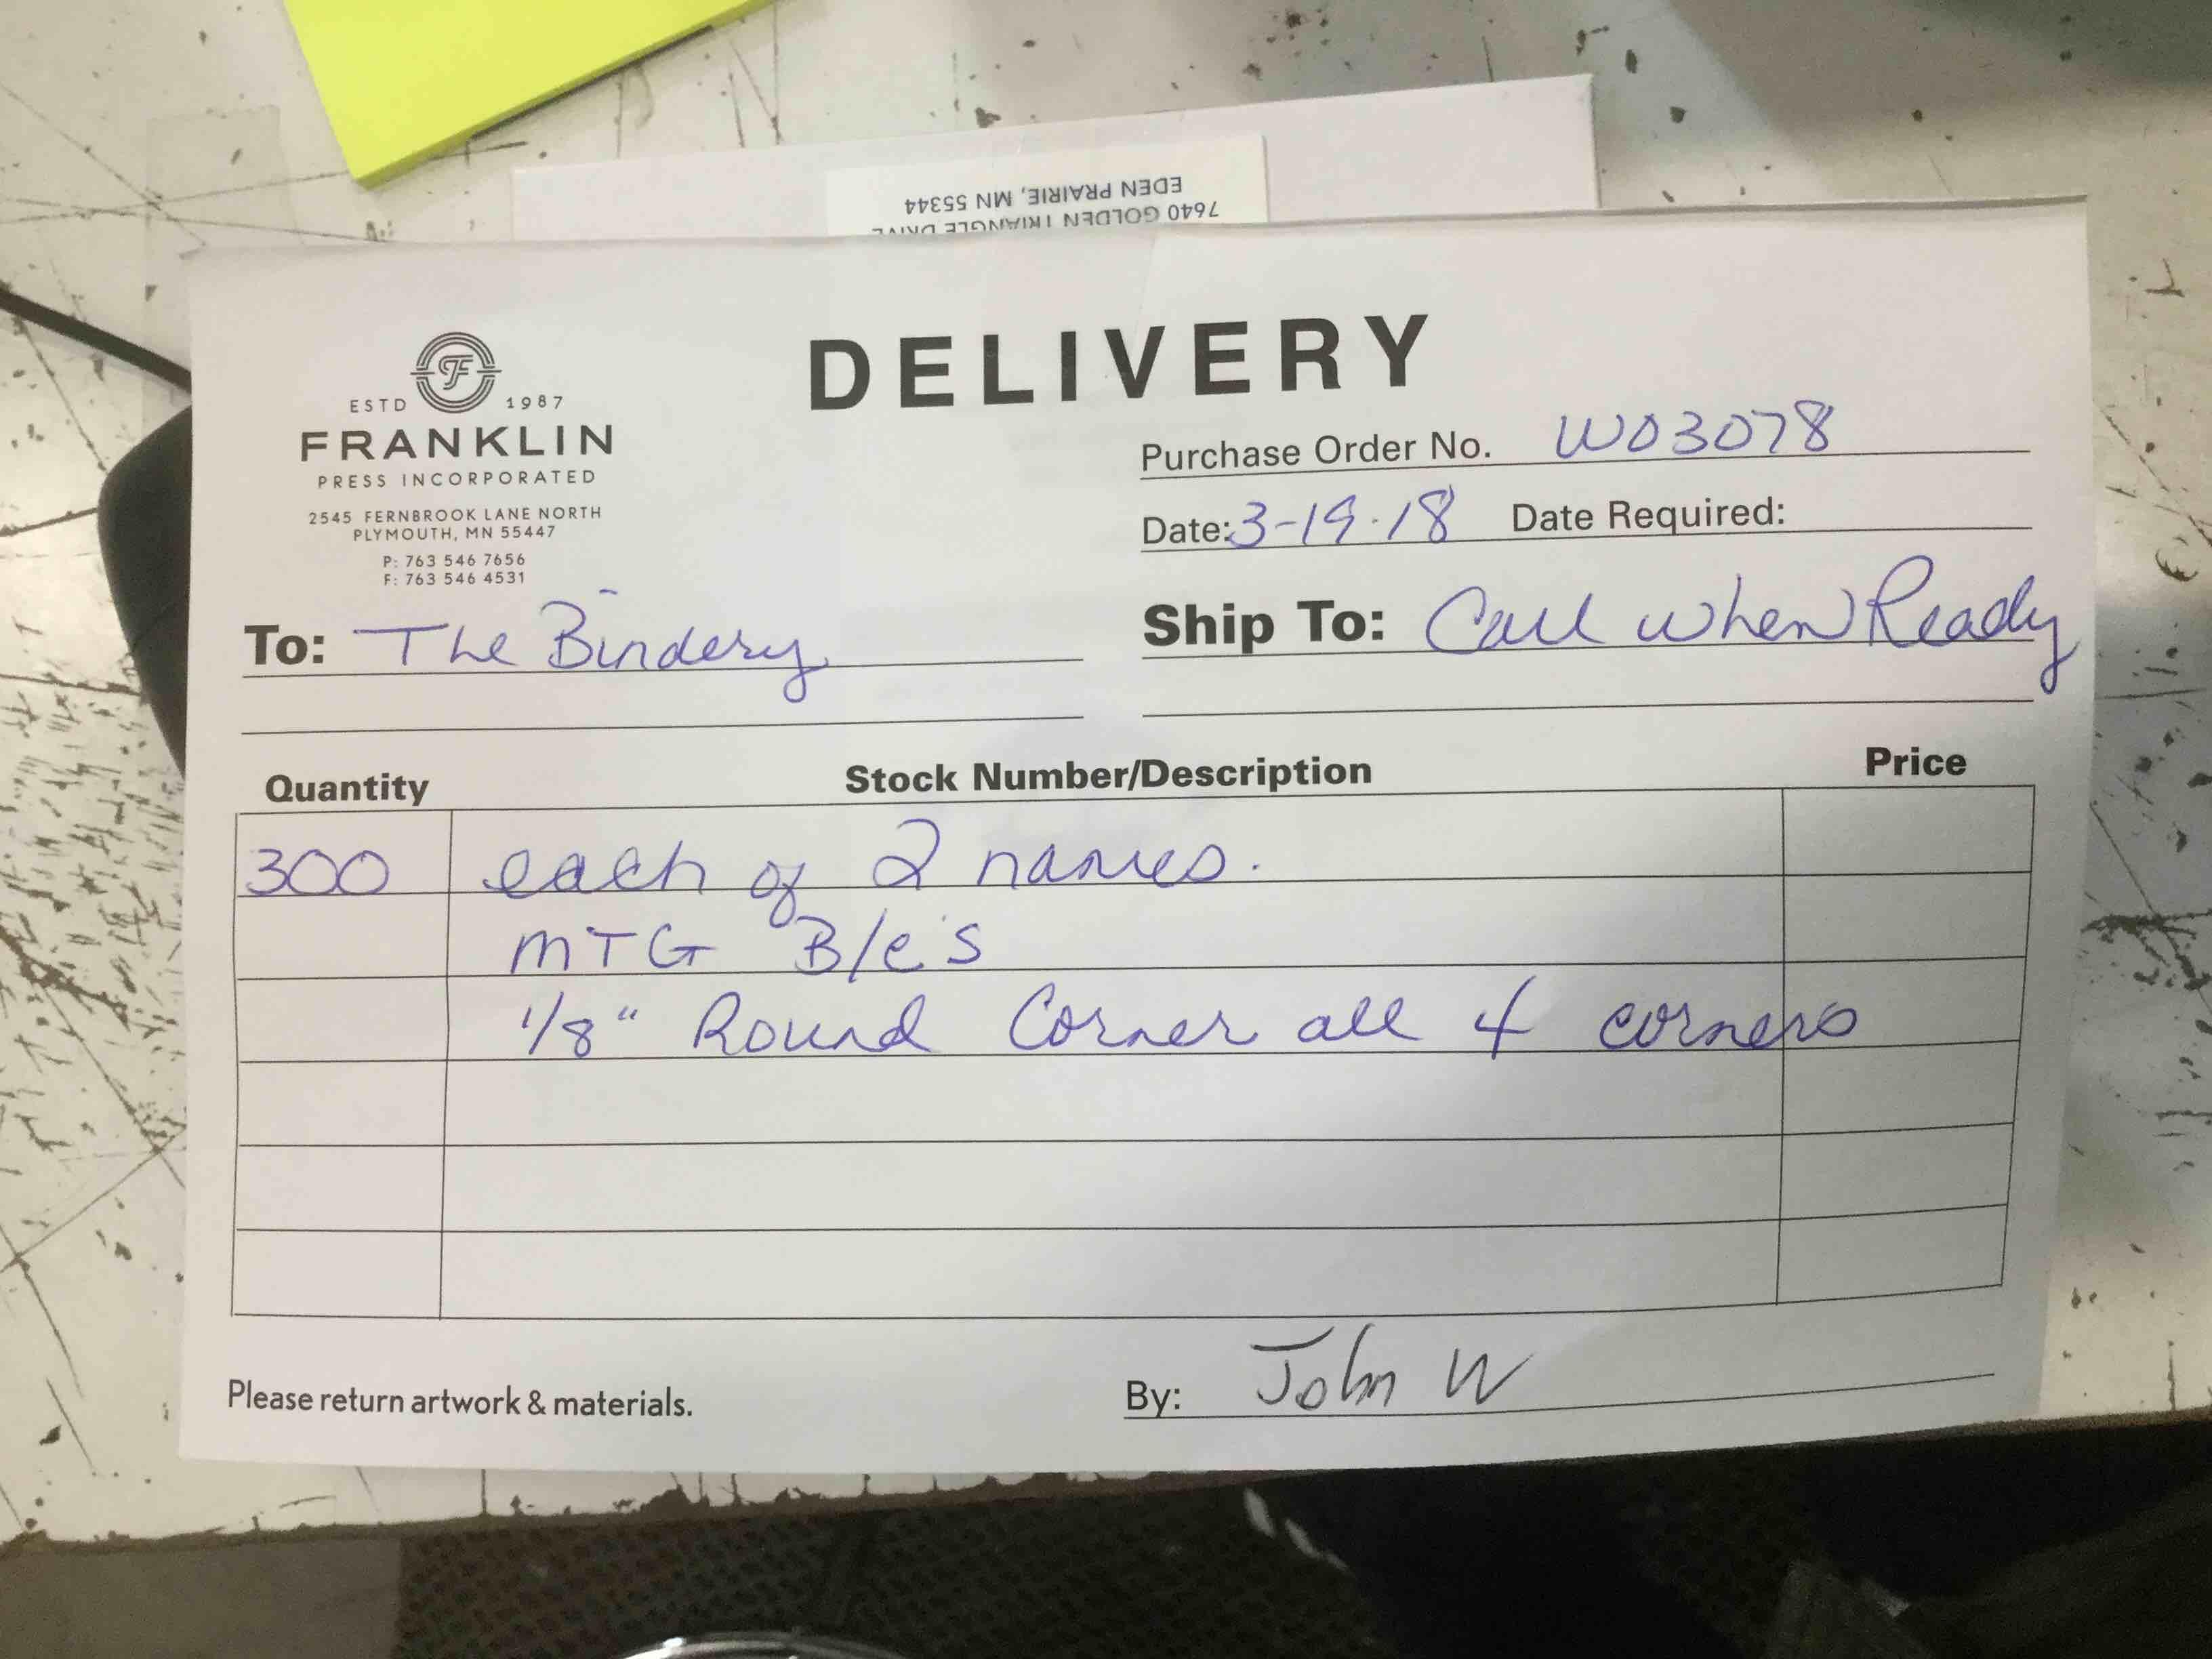 EDEN PRAIRIE, MN 55344
7640 GOLDEN TRIANGLE DRIVE
DELIVERY
F
ESTD 1987
FRANKLIN
PRESS INCORPORATED
2545 FERNBROOK LANE NORTH
PLYMOUTH, MN 55447
P: 763 546 7656
F: 763 546 4531
Purchase Order No. WO3078
Date: 3-19-18 Date Required:
To: The Bindery
Ship To: Call when Ready
Quantity Stock Number/Description Price
300 each of 2 names.
MTG B/c's
1/8" Round Corner all 4 corners
Please return artwork & materials.
By: John W